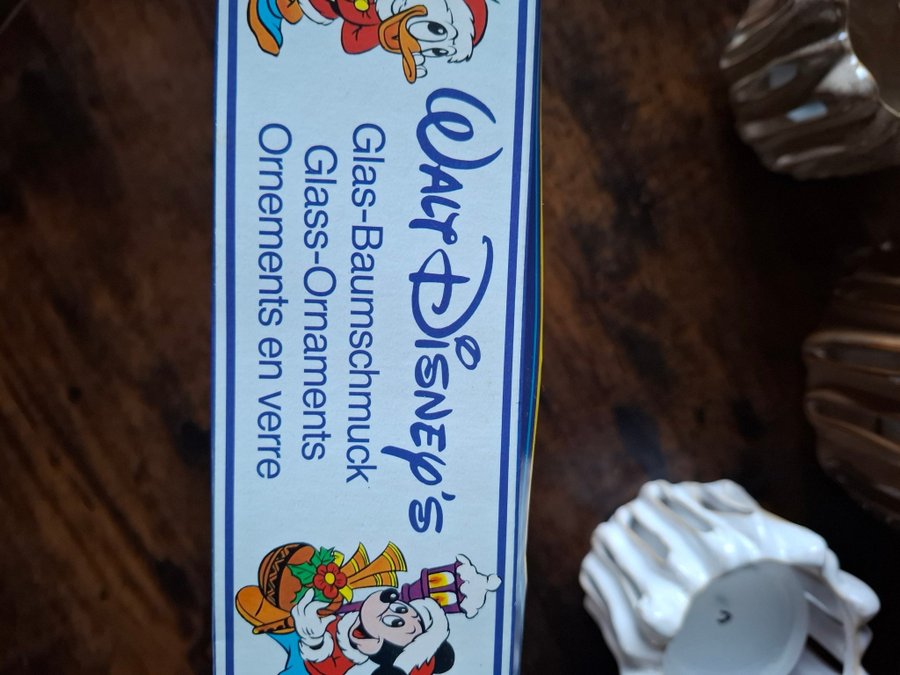 WALT DISNEY'S
Glas-Baumschmuck
Glass-Ornaments
Ornements en verre